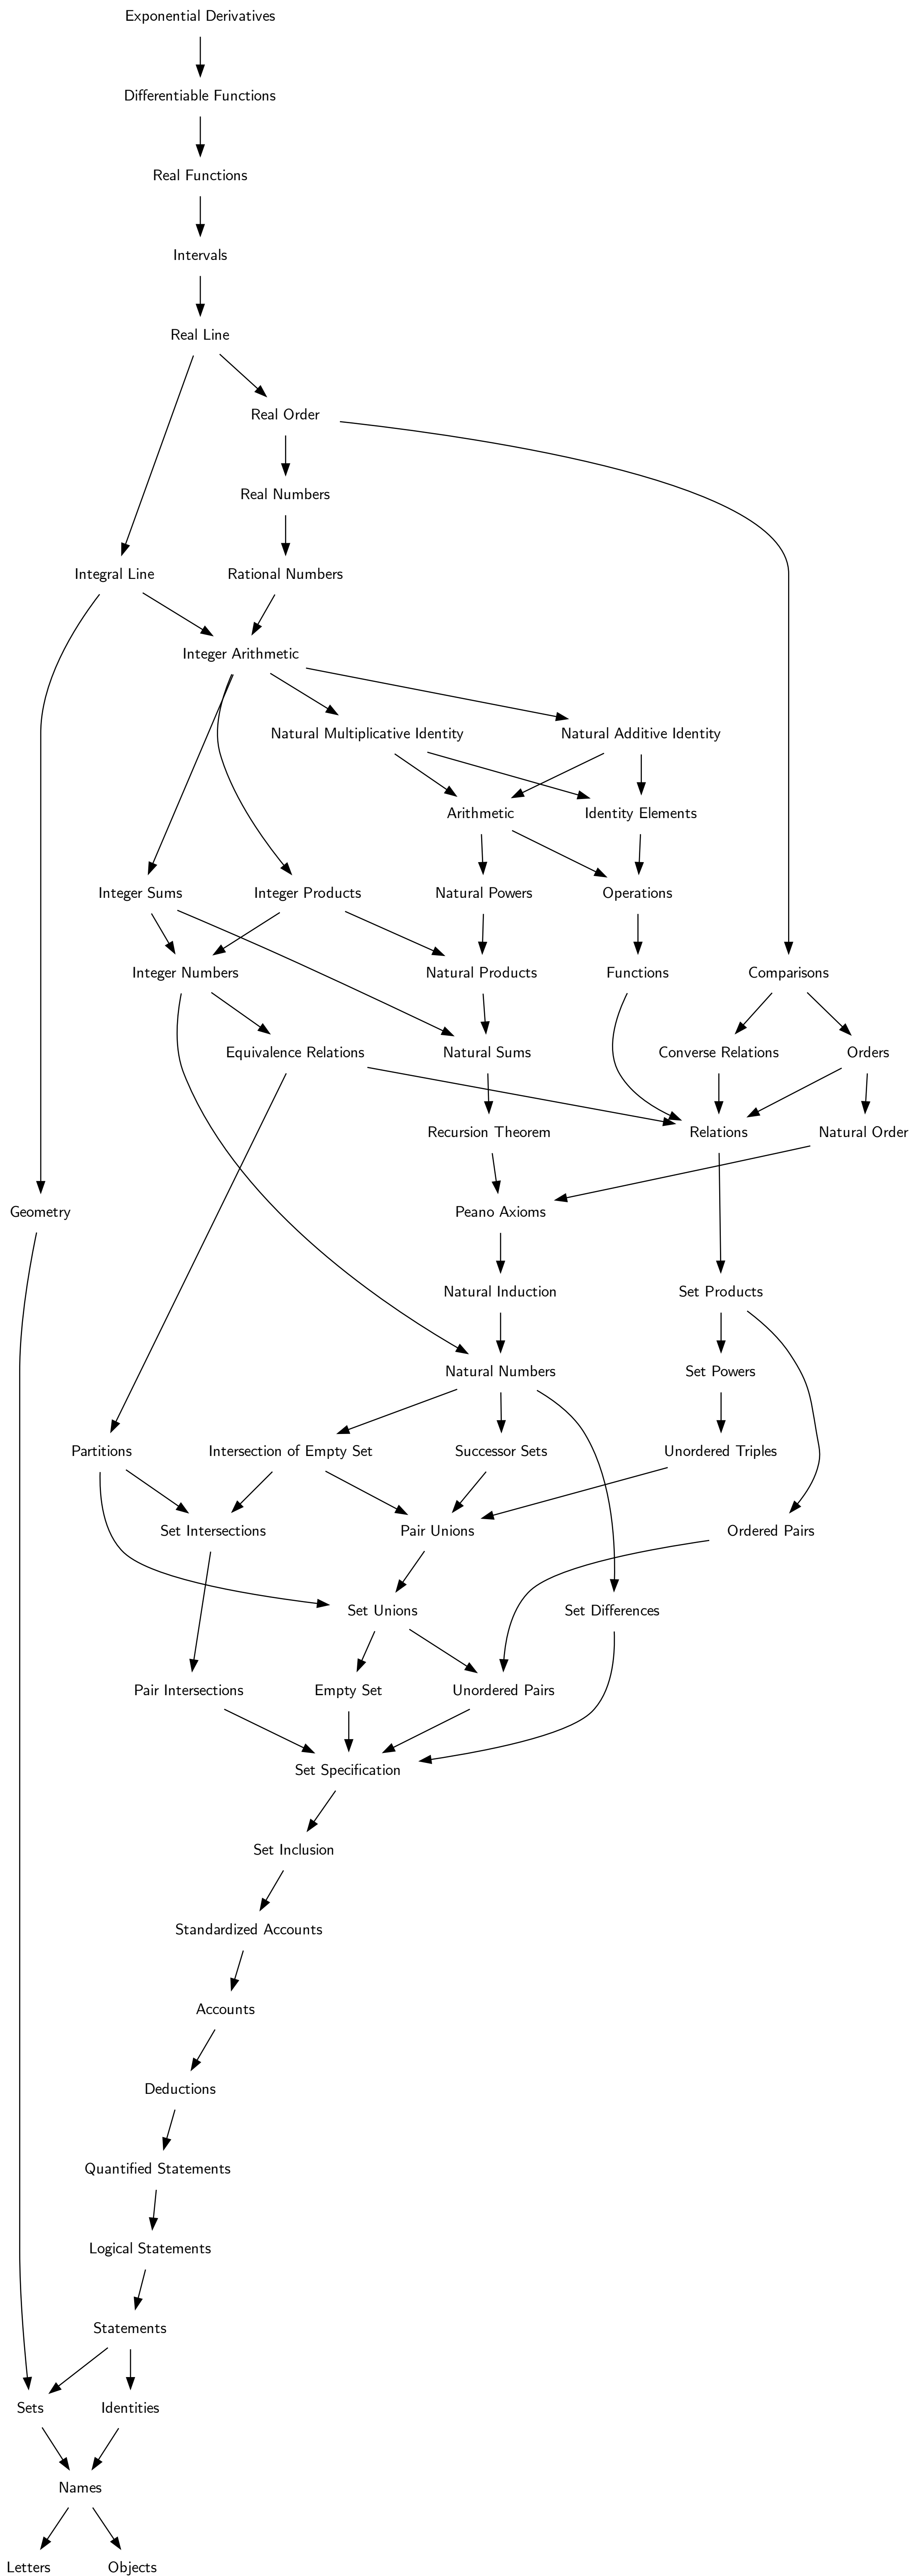 Exponential Derivatives
Differentiable Functions
Real Functions
Intervals
Real Line
Real Order
Real Numbers
Integral Line
Rational Numbers
Integer Arithmetic
Natural Multiplicative Identity
Natural Additive Identity
Arithmetic
Identity Elements
Integer Sums
Integer Products
Natural Powers
Operations
Integer Numbers
Natural Products
Functions
Comparisons
Equivalence Relations
Natural Sums
Converse Relations
Orders
Recursion Theorem
Relations
Natural Order
Geometry
Peano Axioms
Natural Induction
Set Products
Natural Numbers
Set Powers
Partitions
Intersection of Empty Set
Successor Sets
Unordered Triples
Set Intersections
Pair Unions
Ordered Pairs
Set Unions
Set Differences
Pair Intersections
Empty Set
Unordered Pairs
Set Specification
Set Inclusion
Standardized Accounts
Accounts
Deductions
Quantified Statements
Logical Statements
Statements
Sets
Identities
Names
Letters
Objects